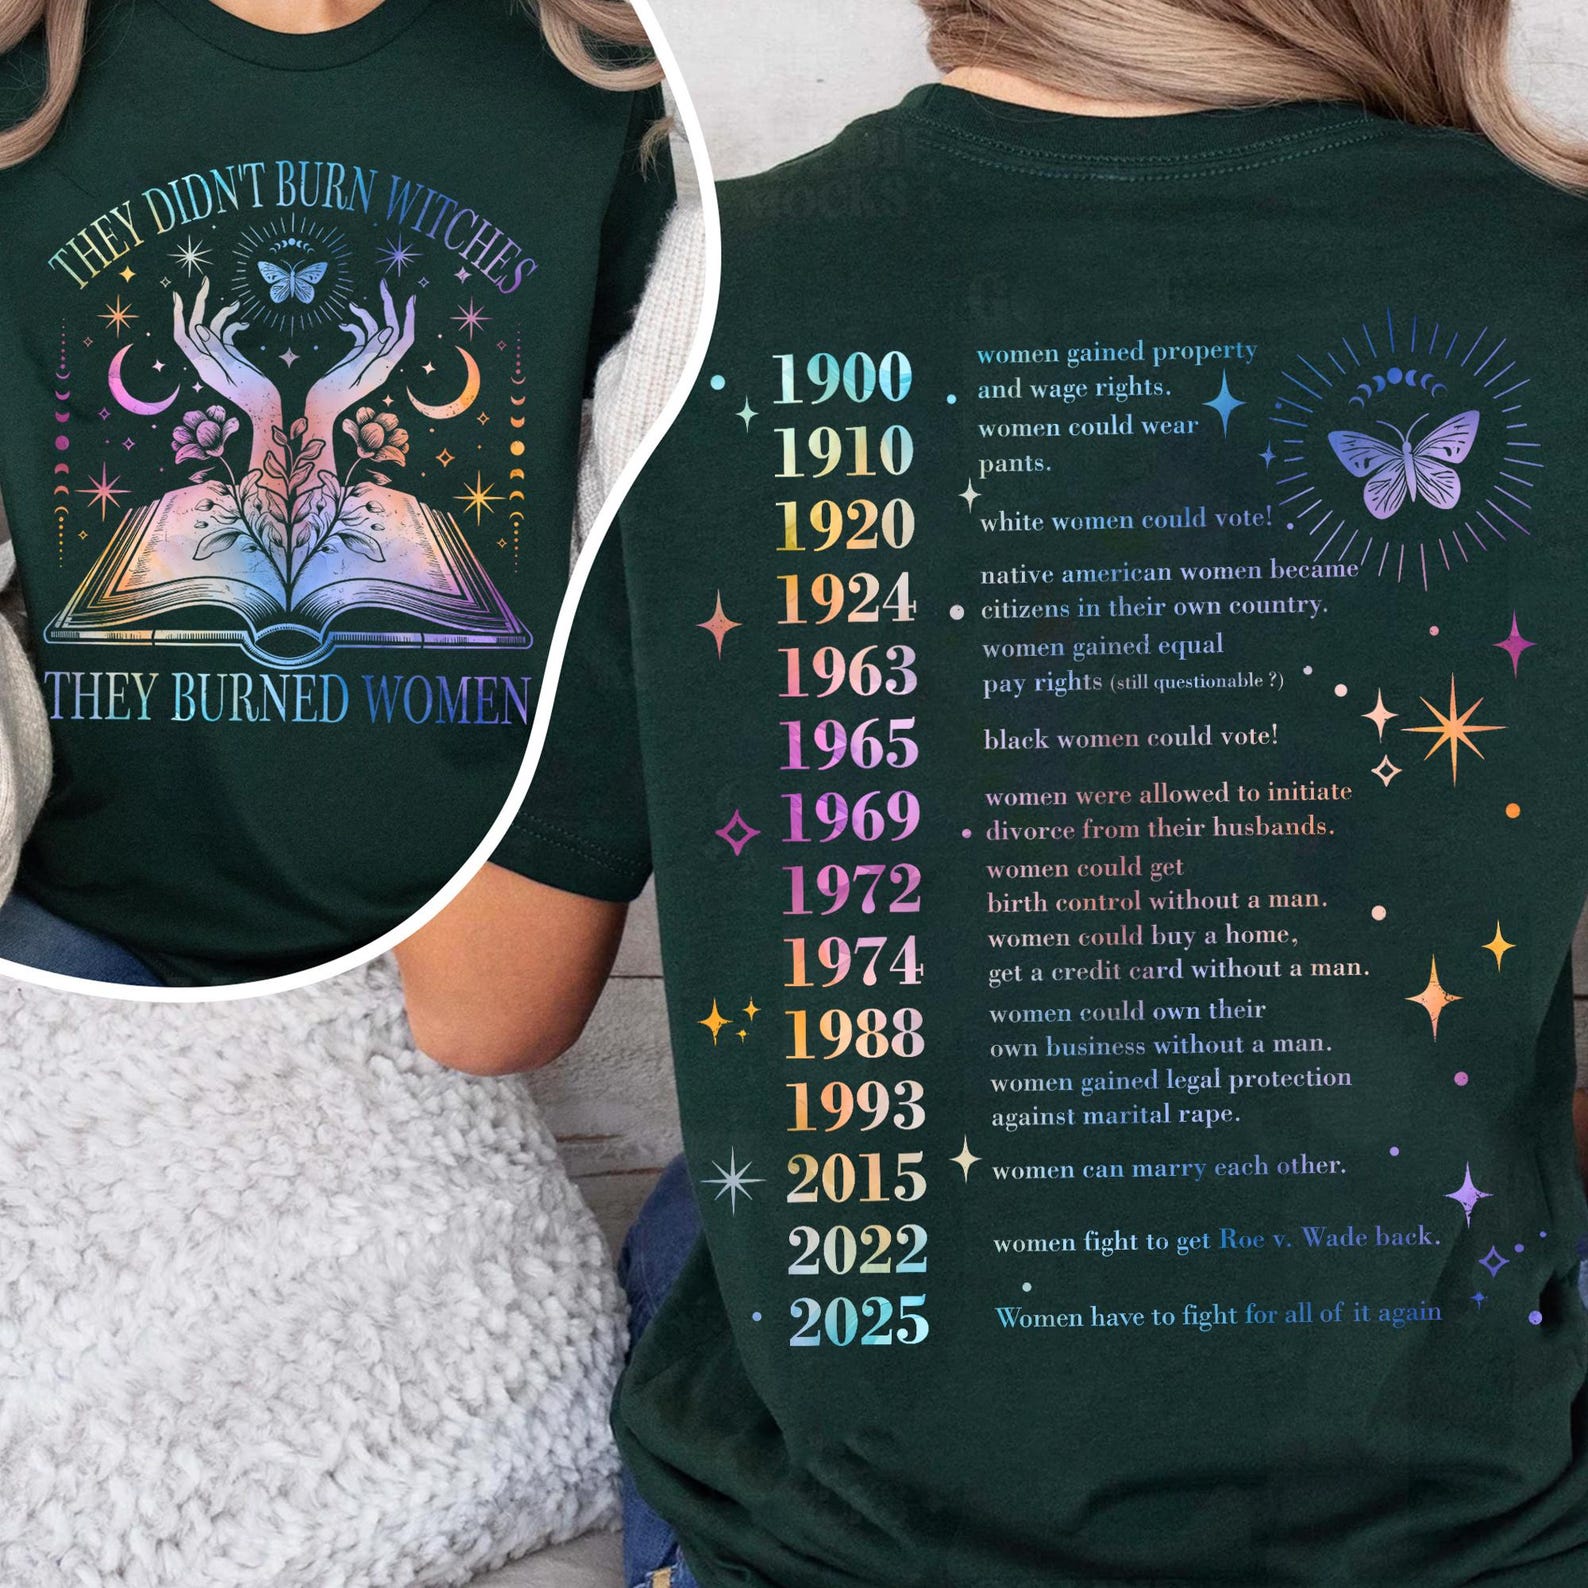 THEY DIDN'T BURN WITCHES
THEY BURNED WOMEN
1900 women gained property
and wage rights.
1910 women could wear
pants.
1920 white women could vote!
1924 native american women became
citizens in their own country.
1963 women gained equal
pay rights (still questionable ?)
1965 black women could vote!
1969 women were allowed to initiate
divorce from their husbands.
1972 women could get
birth control without a man.
1974 women could buy a home,
get a credit card without a man.
1988 women could own their
own business without a man.
1993 women gained legal protection
against marital rape.
2015 women can marry each other.
2022 women fight to get Roe v. Wade back.
2025 Women have to fight for all of it again